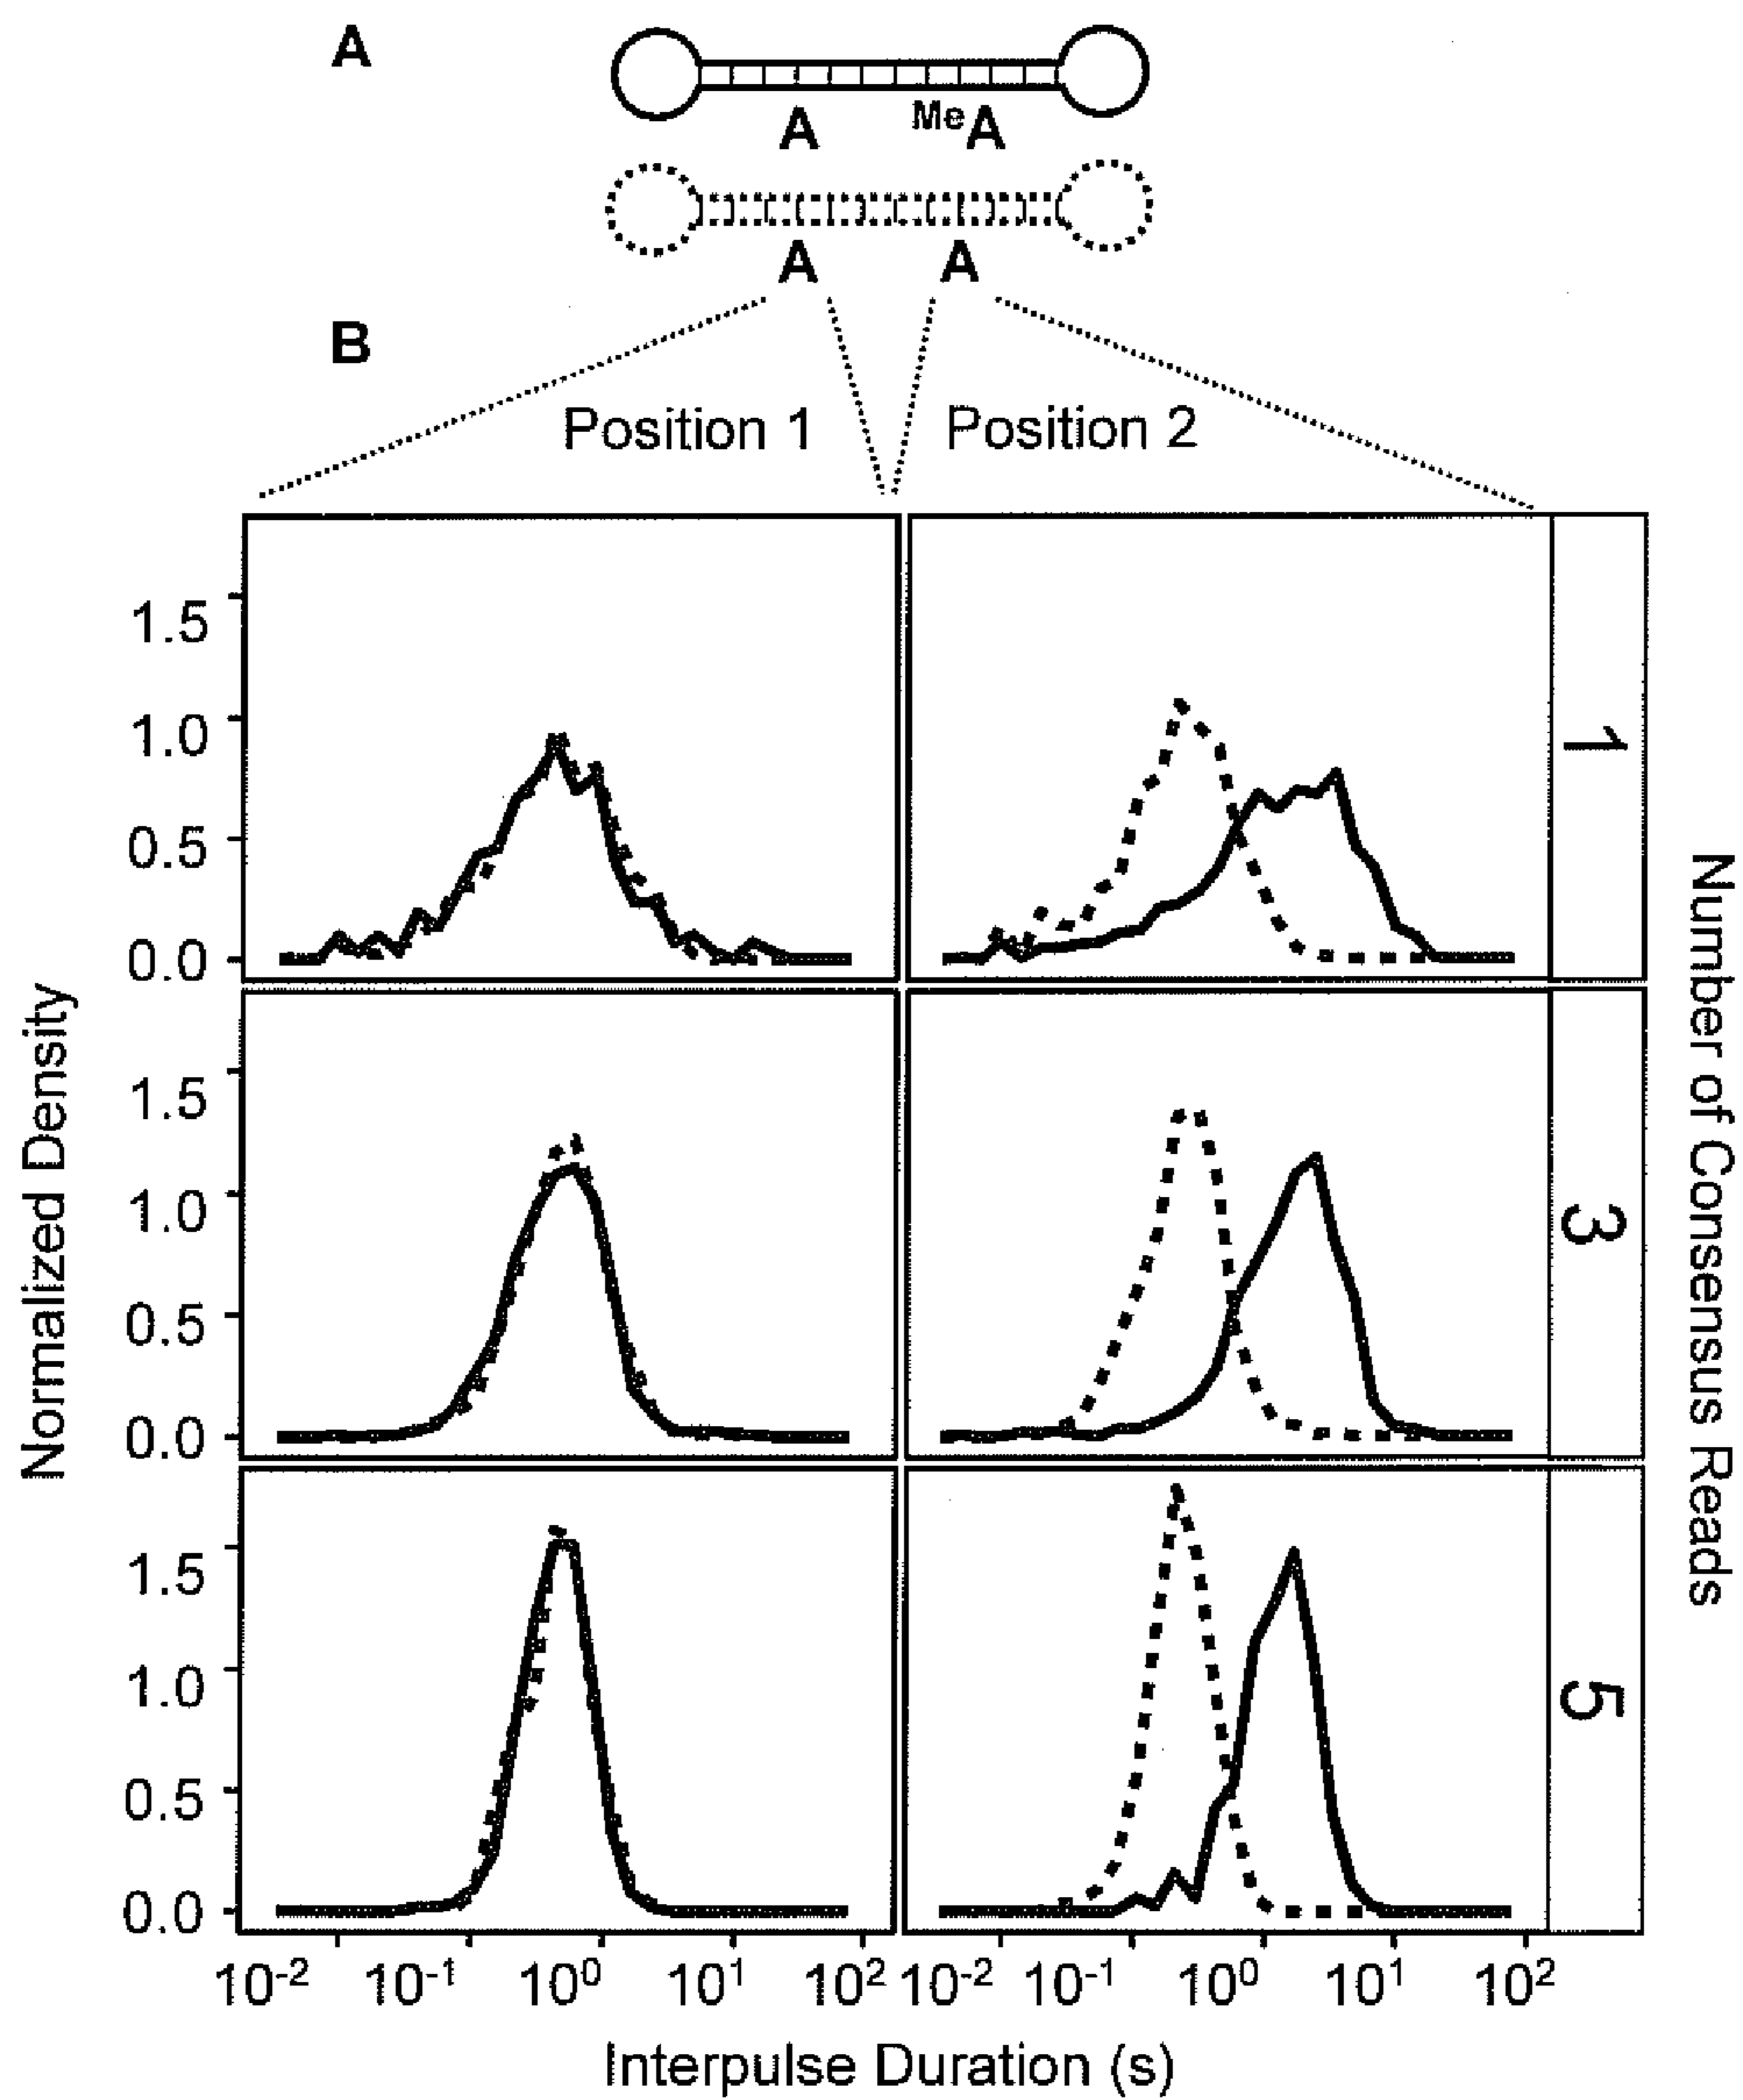 A
A MeA
A A
B
Position 1 Position 2
1.5
1.0
0.5
0.0
1
1.5
1.0
0.5
0.0
3
1.5
1.0
0.5
0.0
5
Normalized Density
Number of Consensus Reads
10-2 10-1 100 101 102 10-2 10-1 100 101 102
Interpulse Duration (s)